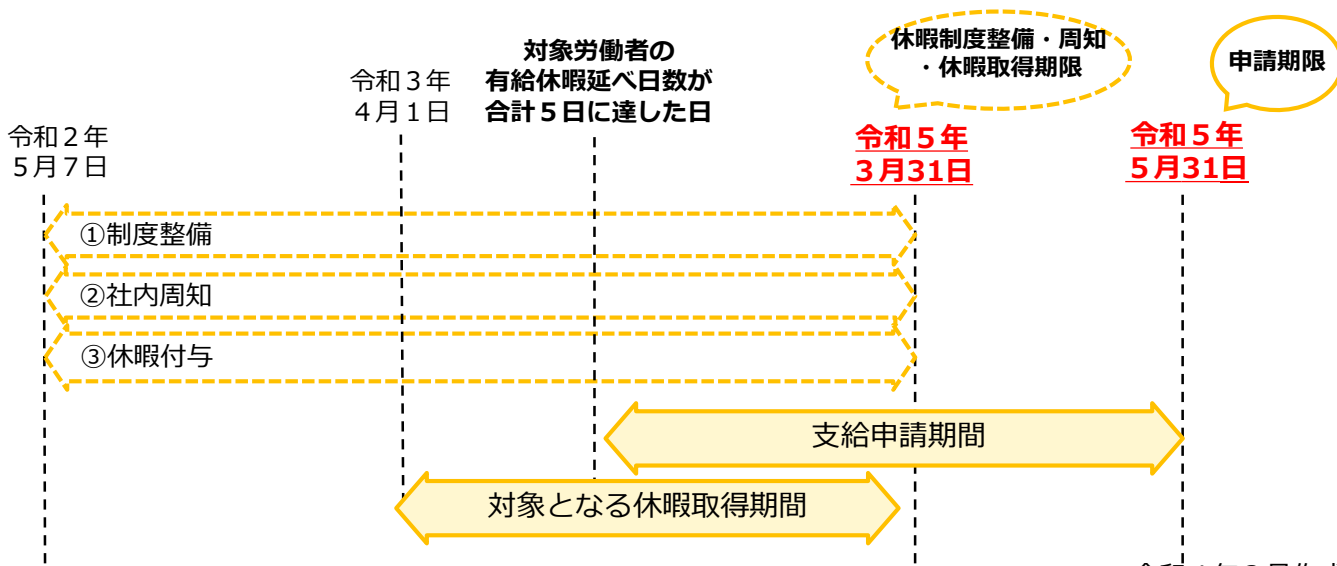 令和２年
５月７日
令和３年
４月１日
対象労働者の
有給休暇延べ日数が
合計５日に達した日
休暇制度整備・周知
・休暇取得期限
令和５年
３月31日
申請期限
令和５年
５月31日
①制度整備
②社内周知
③休暇付与
支給申請期間
対象となる休暇取得期間